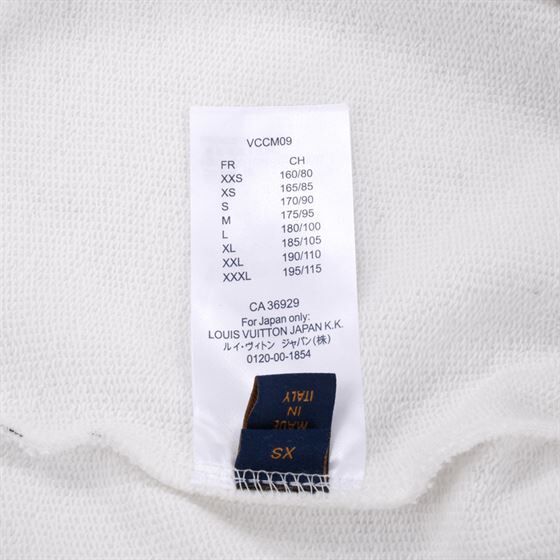 VCCM09
FR CH
XXS 160/80
XS 165/85
S 170/90
M 175/95
L 180/100
XL 185/105
XXL 190/110
XXXL 195/115
CA 36929
For Japan only:
LOUIS VUITTON JAPAN K.K.
ルイ・ヴィトン ジャパン(株)
0120-00-1854
MADE
IN
ITALY
XS